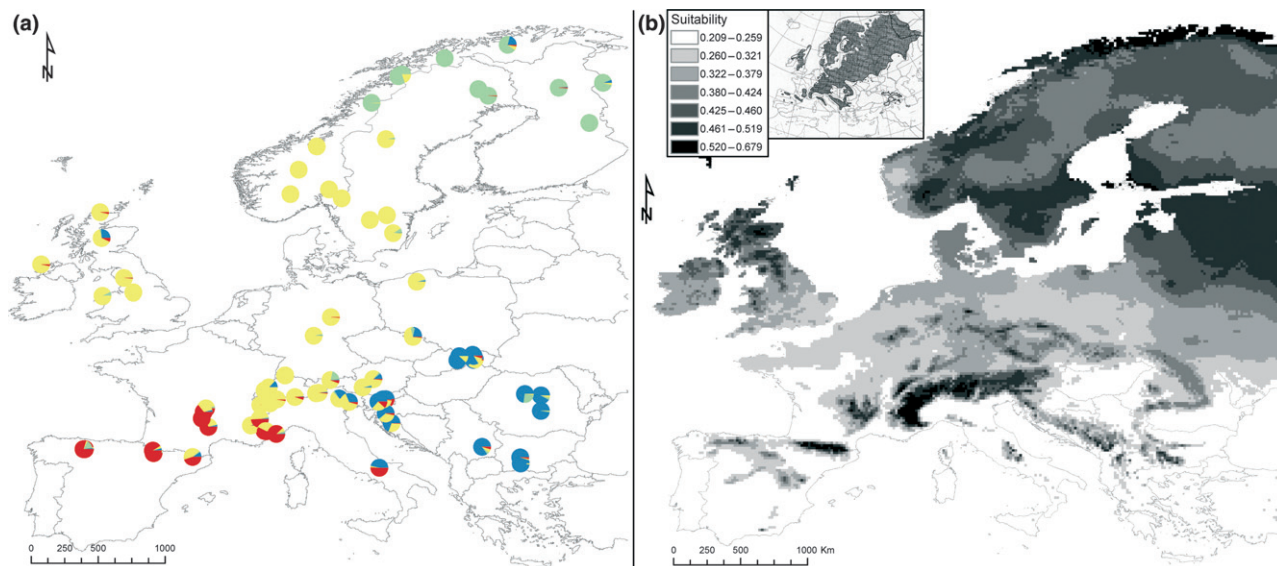 (a)
N
0 250 500 1000
(b)
Suitability
0.209 – 0.259
0.260 – 0.321
0.322 – 0.379
0.380 – 0.424
0.425 – 0.460
0.461 – 0.519
0.520 – 0.679
N
0 250 500 1000 Km